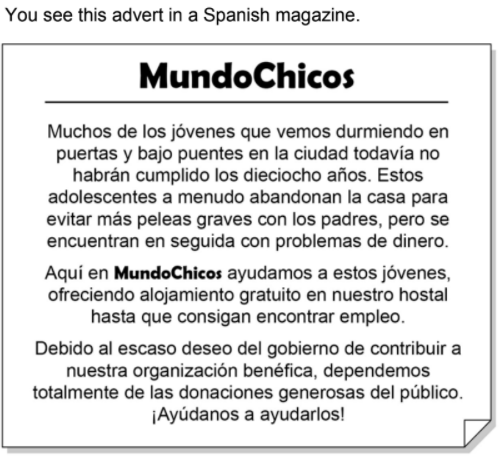 You see this advert in a Spanish magazine.
MundoChicos
Muchos de los jóvenes que vemos durmiendo en
puertas y bajo puentes en la ciudad todavía no
habrán cumplido los dieciocho años. Estos
adolescentes a menudo abandonan la casa para
evitar más peleas graves con los padres, pero se
encuentran en seguida con problemas de dinero.
Aquí en MundoChicos ayudamos a estos jóvenes,
ofreciendo alojamiento gratuito en nuestro hostal
hasta que consigan encontrar empleo.
Debido al escaso deseo del gobierno de contribuir a
nuestra organización benéfica, dependemos
totalmente de las donaciones generosas del público.
¡Ayúdanos a ayudarlos!